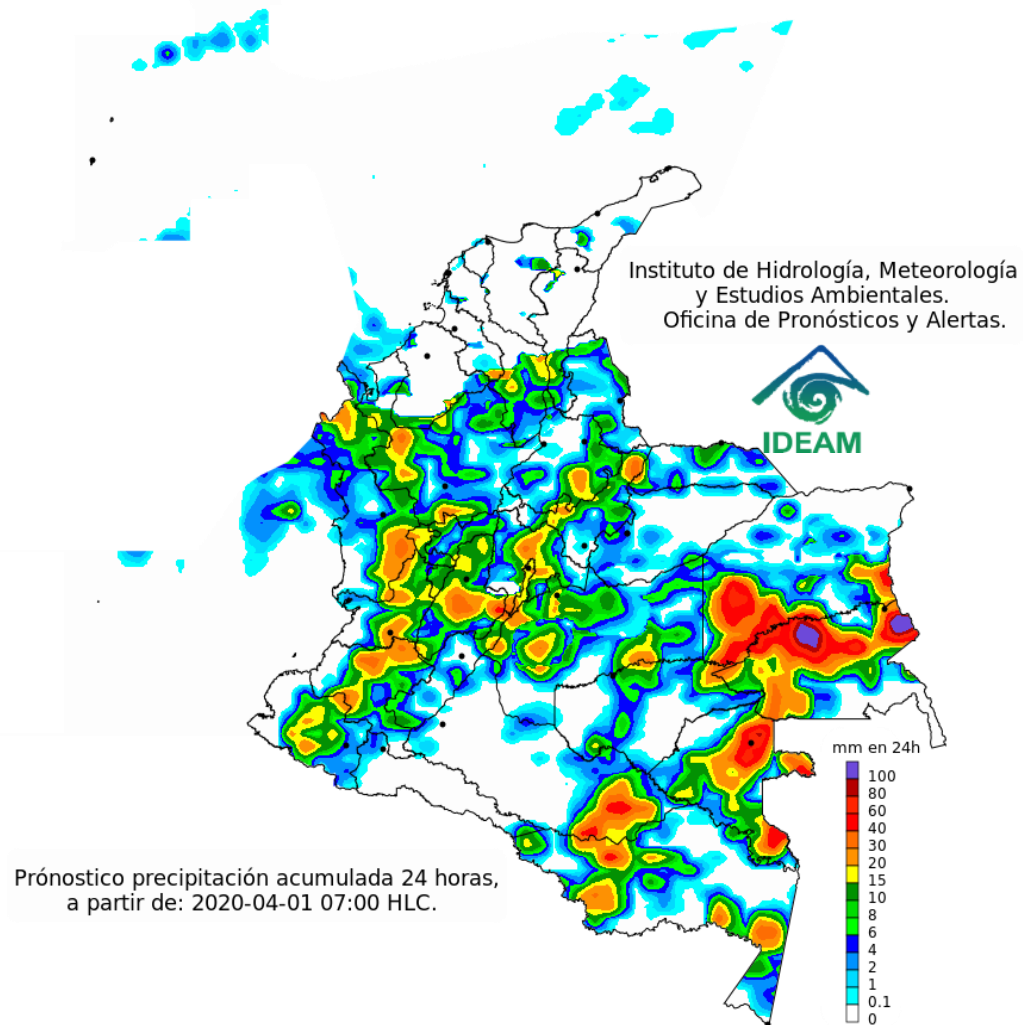 Instituto de Hidrología, Meteorología
y Estudios Ambientales.
Oficina de Pronósticos y Alertas.
IDEAM
mm en 24h
100
80
60
40
30
20
15
10
8
6
4
2
1
0.1
0
Prónostico precipitación acumulada 24 horas,
a partir de: 2020-04-01 07:00 HLC.